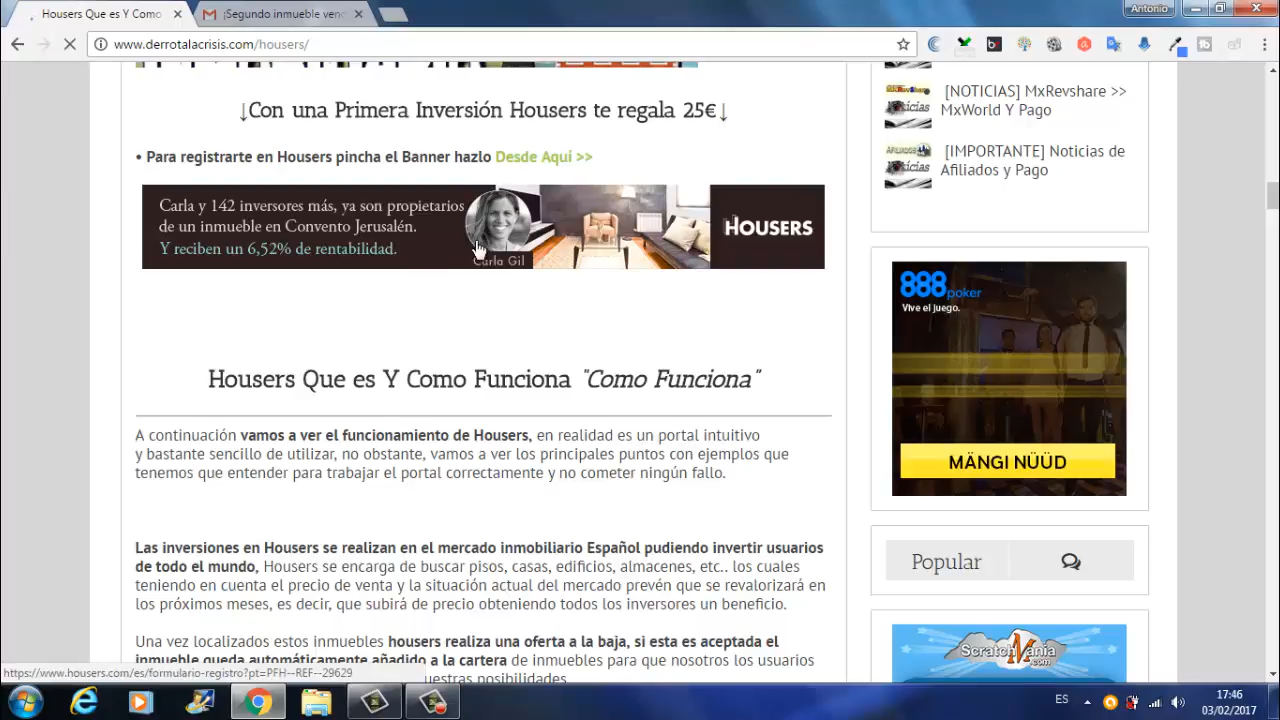 Housers Que es Y Como
¡Segundo inmueble venc
Antonio
www.derrotalacrisis.com/housers/
↓Con una Primera Inversión Housers te regala 25€↓
• Para registrarte en Housers pincha el Banner hazlo Desde Aquí >>
Carla y 142 inversores más, ya son propietarios
de un inmueble en Convento Jerusalén.
Y reciben un 6,52% de rentabilidad.
Carla Gil
HOUSERS
Housers Que es Y Como Funciona "Como Funciona"
A continuación vamos a ver el funcionamiento de Housers, en realidad es un portal intuitivo
y bastante sencillo de utilizar, no obstante, vamos a ver los principales puntos con ejemplos que
tenemos que entender para trabajar el portal correctamente y no cometer ningún fallo.
Las inversiones en Housers se realizan en el mercado inmobiliario Español pudiendo invertir usuarios
de todo el mundo, Housers se encarga de buscar pisos, casas, edificios, almacenes, etc.. los cuales
teniendo en cuenta el precio de venta y la situación actual del mercado prevén que se revalorizará en
los próximos meses, es decir, que subirá de precio obteniendo todos los inversores un beneficio.
Una vez localizados estos inmuebles housers realiza una oferta a la baja, si esta es aceptada el
inmueble queda automáticamente añadido a la cartera de inmuebles para que nosotros los usuarios
uestras posibilidades
https://www.housers.com/es/formulario-registro?pt=PFH--REF--29629
[NOTICIAS] MxRevshare >>
MxWorld Y Pago
[IMPORTANTE] Noticias de
Afiliados y Pago
888poker
Vive el juego.
MÄNGI NÜÜD
Popular
ScratchMania
.com
ES
17:46
03/02/2017